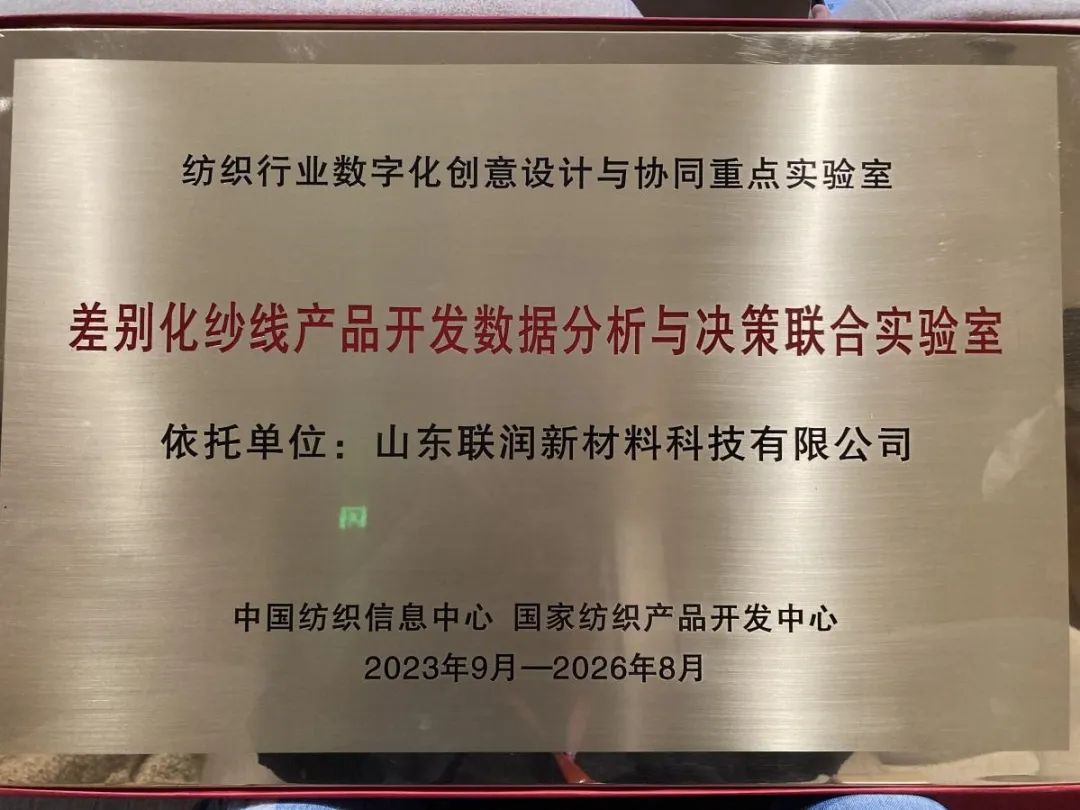 纺织行业数字化创意设计与协同重点实验室
差别化纱线产品开发数据分析与决策联合实验室
依托单位：山东联润新材料科技有限公司
中国纺织信息中心 国家纺织产品开发中心
2023年9月—2026年8月